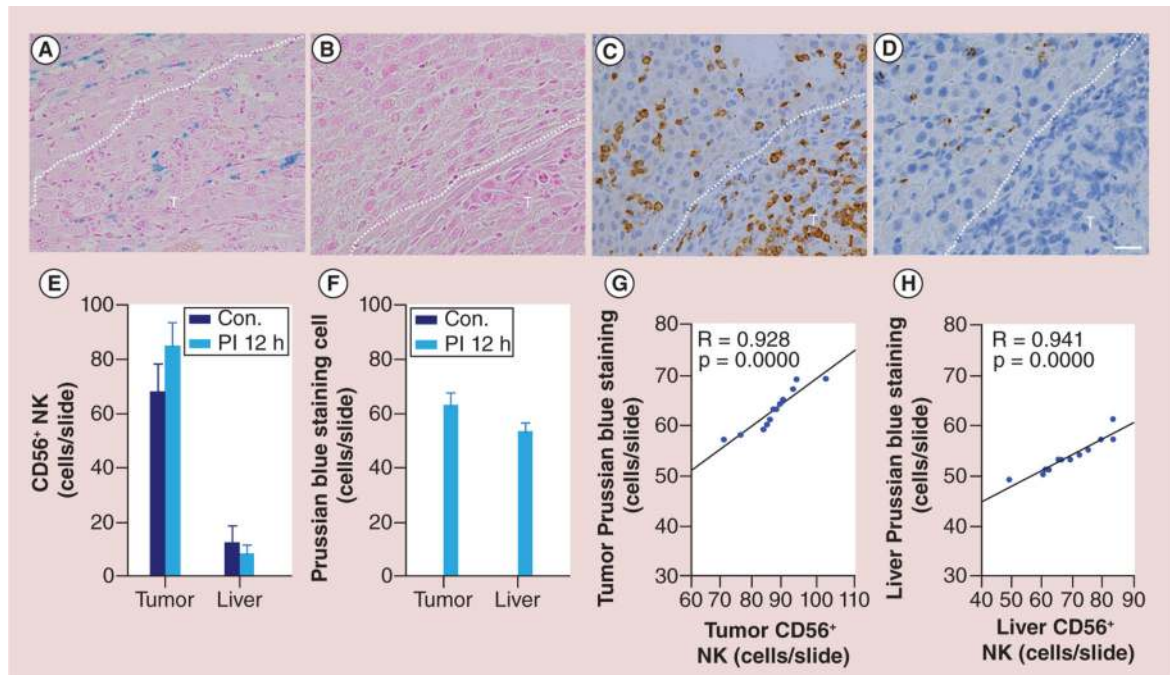 A
B
C
D
T
T
T
T
E
F
G
H
100
80
60
40
20
0
CD56+ NK
(cells/slide)
Con.
PI 12 h
Tumor Liver
100
80
60
40
20
0
Prussian blue staining cell
(cells/slide)
Con.
PI 12 h
Tumor Liver
80
70
60
50
40
30
Tumor Prussian blue staining
(cells/slide)
R = 0.928
p = 0.0000
60 70 80 90 100 110
Tumor CD56+
NK (cells/slide)
80
70
60
50
40
30
Liver Prussian blue staining
(cells/slide)
R = 0.941
p = 0.0000
40 50 60 70 80 90
Liver CD56+
NK (cells/slide)